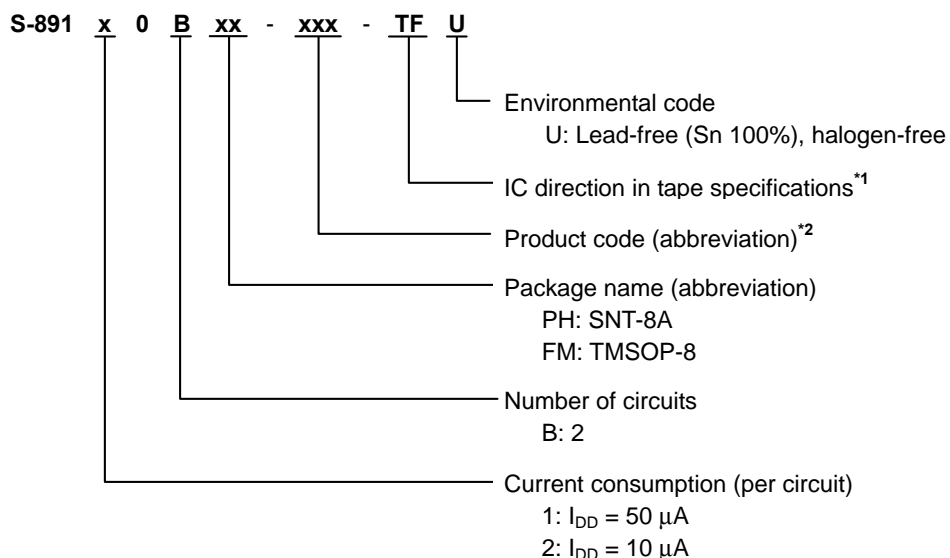 S-891 x 0 B xx - xxx - TF U
Environmental code
U: Lead-free (Sn 100%), halogen-free
IC direction in tape specifications*1
Product code (abbreviation)*2
Package name (abbreviation)
PH: SNT-8A
FM: TMSOP-8
Number of circuits
B: 2
Current consumption (per circuit)
1: IDD = 50 μA
2: IDD = 10 μA